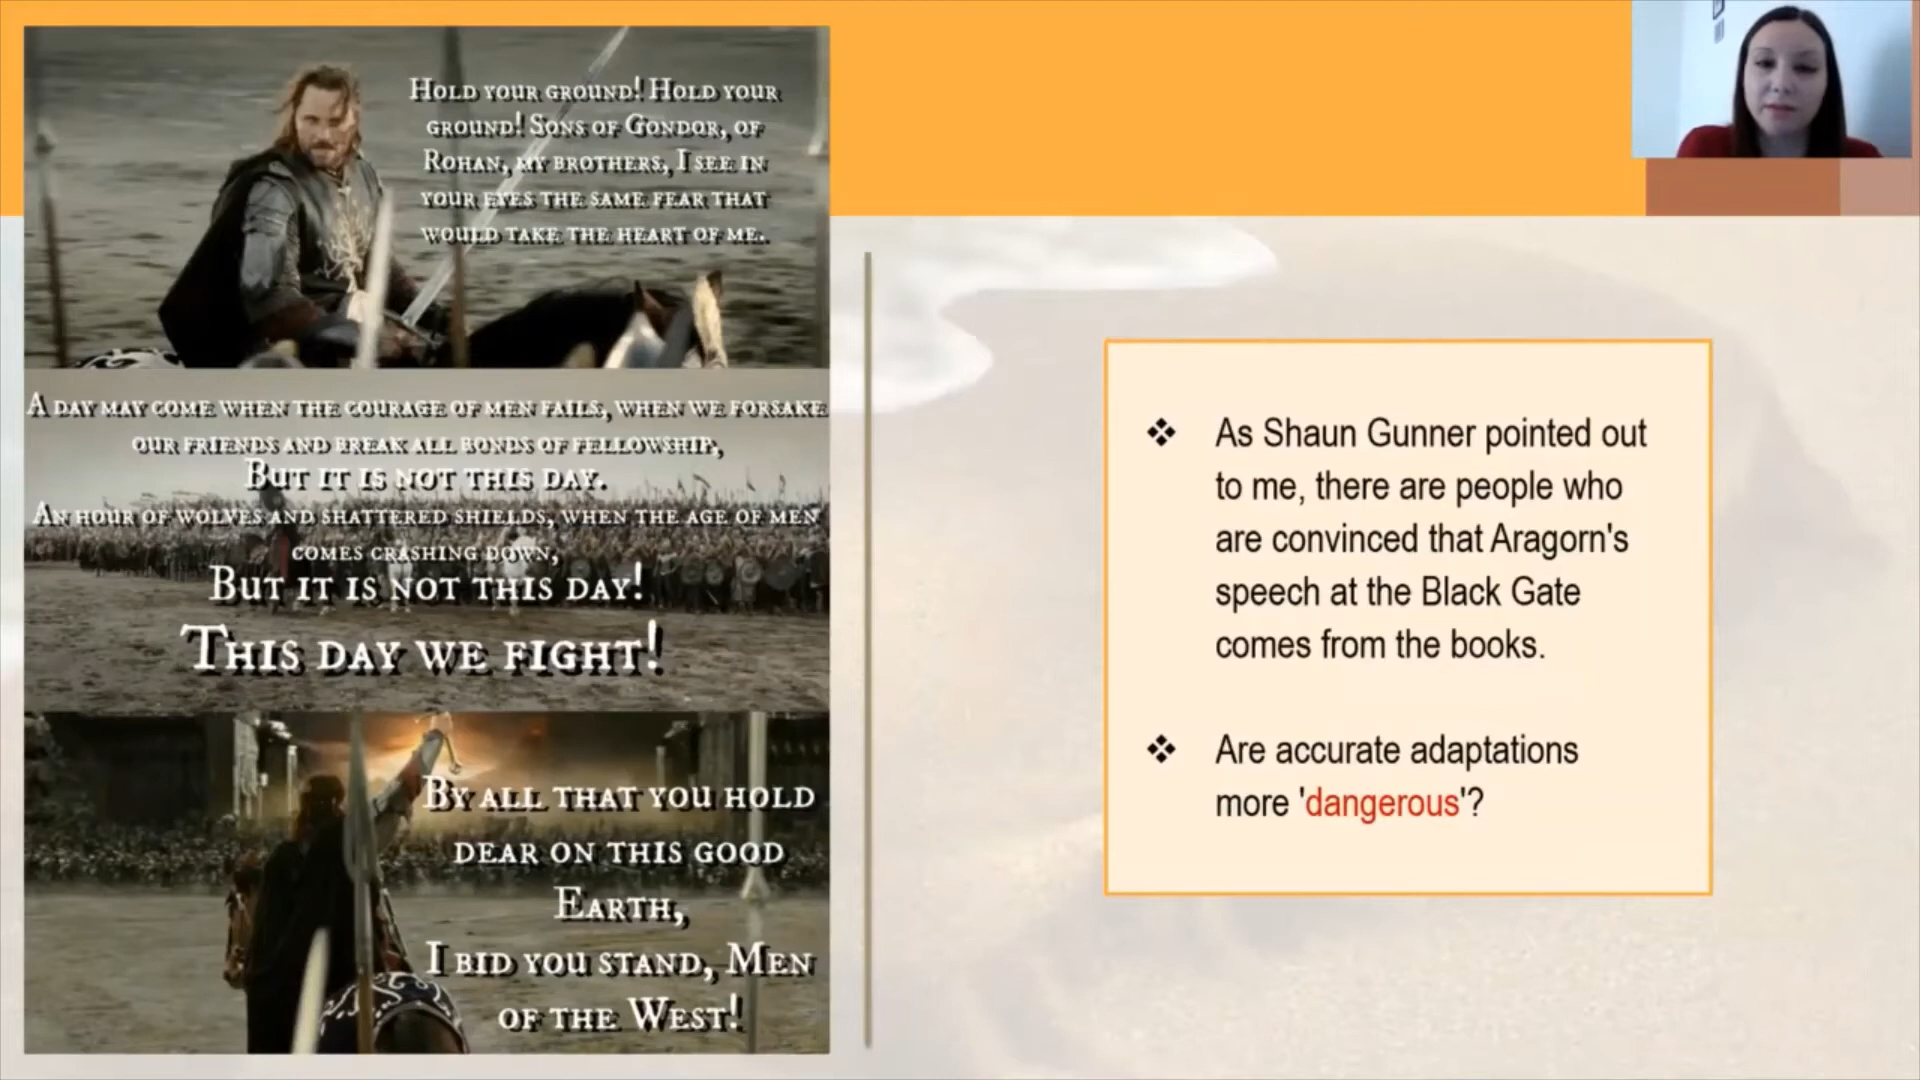 Hold your ground! Hold your
ground! Sons of Gondor, of
Rohan, my brothers, I see in
your eyes the same fear that
would take the heart of me.
A day may come when the courage of men fails, when we forsake
our friends and break all bonds of fellowship,
But it is not this day.
An hour of wolves and shattered shields, when the age of men
comes crashing down,
But it is not this day!
This day we fight!
By all that you hold
dear on this good
Earth,
I bid you stand, Men
of the West!
❖ As Shaun Gunner pointed out
to me, there are people who
are convinced that Aragorn's
speech at the Black Gate
comes from the books.
❖ Are accurate adaptations
more 'dangerous'?